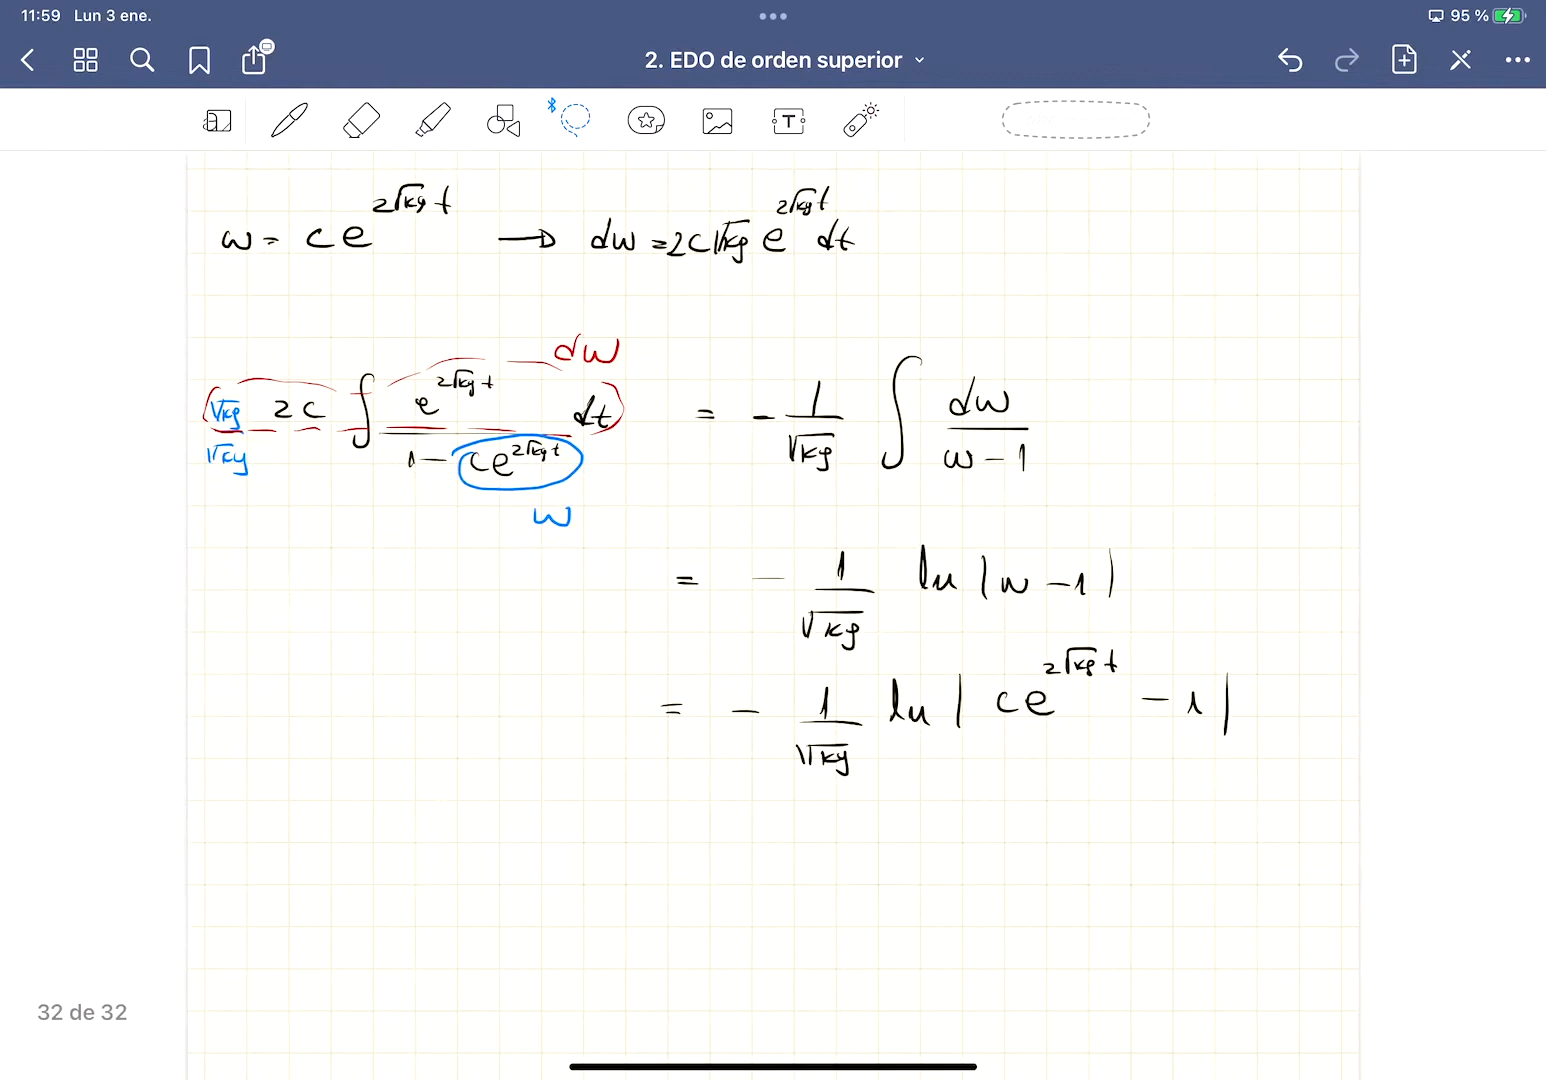 11:59 Lun 3 ene.
95 %
2. EDO de orden superior
T
w = ce^{2√kg t} → dw = 2c√kg e^{2√kg t} dt
dw
√kg/√kg 2c ∫ e^{2√kg t}/(1 - ce^{2√kg t}) dt = - 1/√kg ∫ dw/(w - 1)
w
= - 1/√kg ln |w - 1|
= - 1/√kg ln | ce^{2√kg t} - 1 |
32 de 32